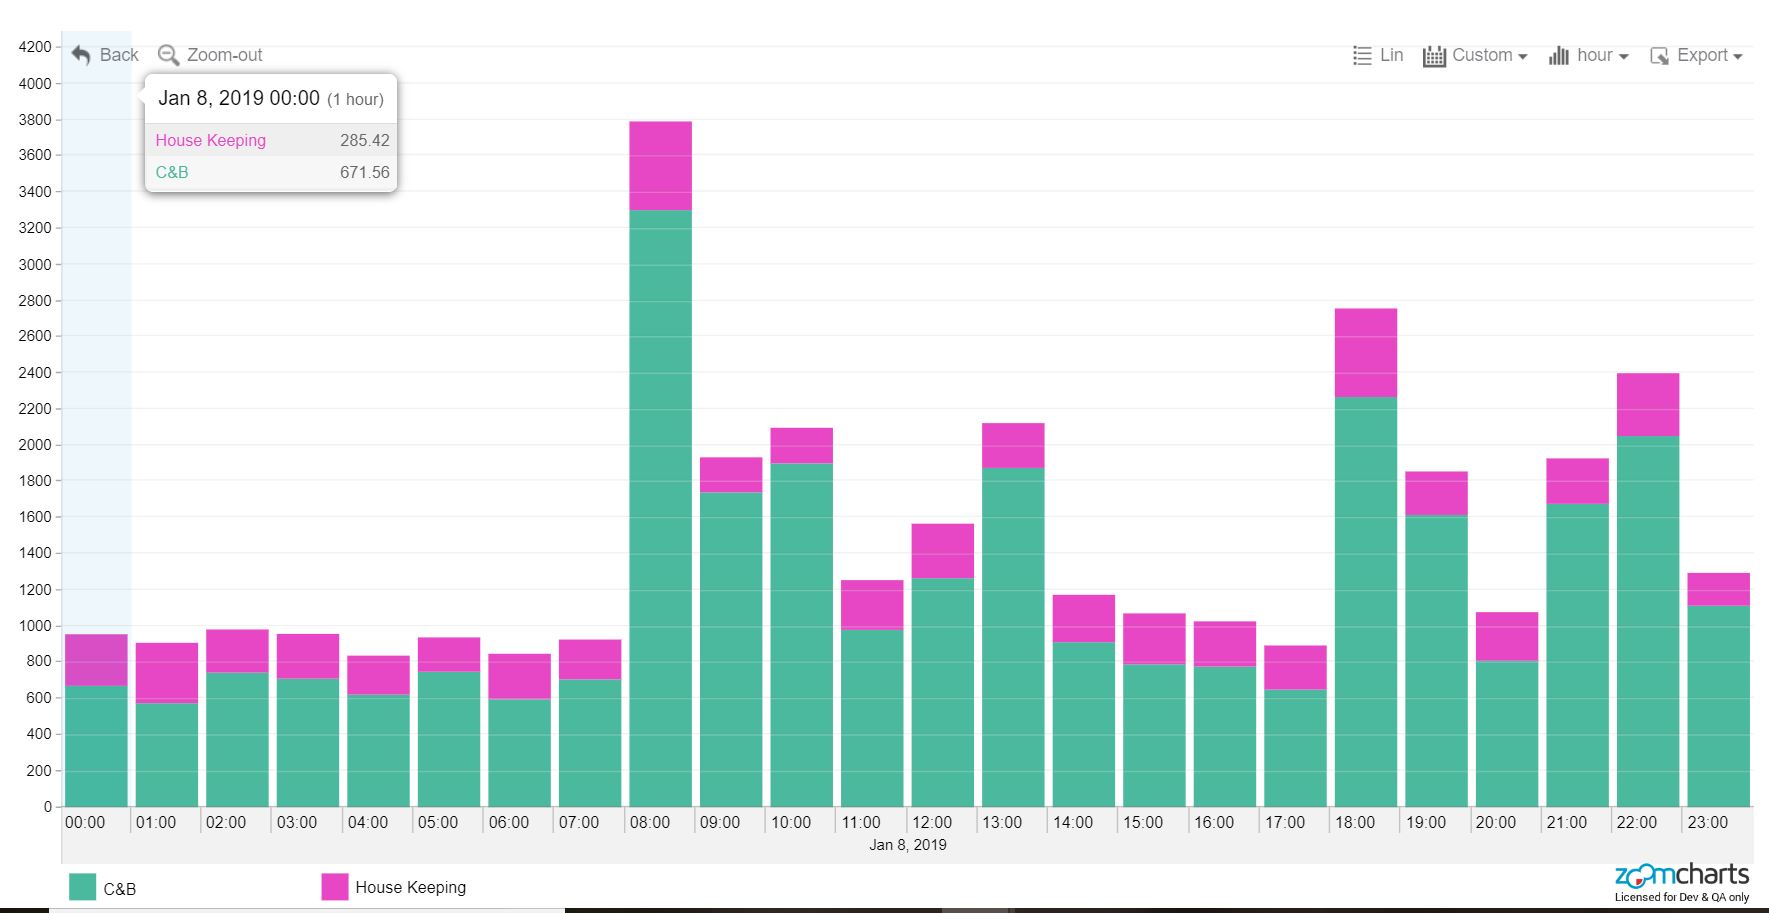 4200
Back Zoom-out Lin Custom hour Export
4000
Jan 8, 2019 00:00 (1 hour)
3800
House Keeping 285.42
3600
C&B 671.56
3400
3200
3000
2800
2600
2400
2200
2000
1800
1600
1400
1200
1000
800
600
400
200
0
00:00 01:00 02:00 03:00 04:00 05:00 06:00 07:00 08:00 09:00 10:00 11:00 12:00 13:00 14:00 15:00 16:00 17:00 18:00 19:00 20:00 21:00 22:00 23:00
Jan 8, 2019
C&B House Keeping
zoomcharts
Licensed for Dev & QA only